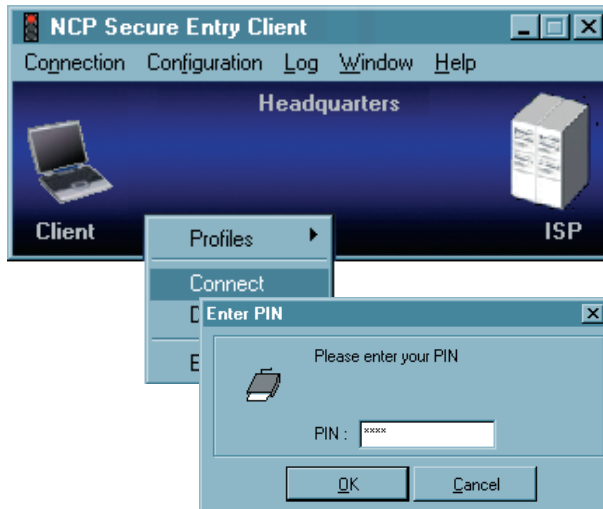 NCP Secure Entry Client
Connection Configuration Log Window Help
Headquarters
Client
ISP
Profiles
Connect
Enter PIN
Please enter your PIN
PIN : ****
OK Cancel